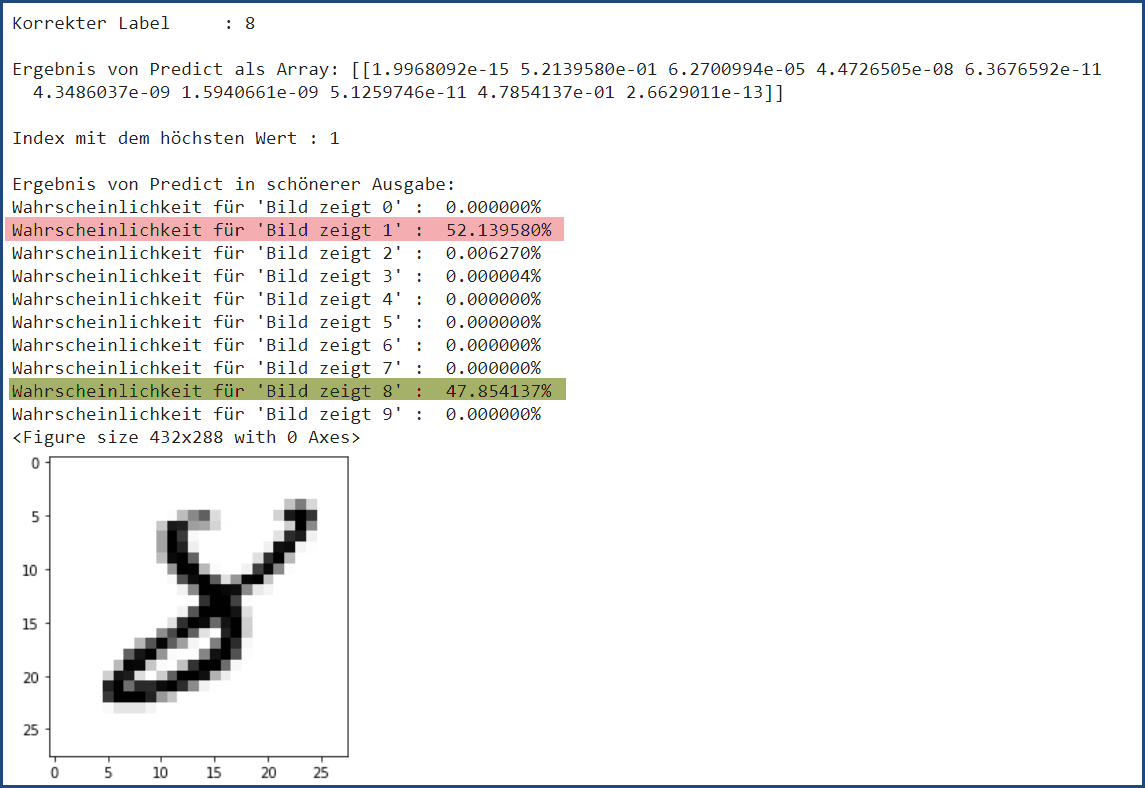 Korrekter Label     : 8
Ergebnis von Predict als Array: [[1.9968092e-15 5.2139580e-01 6.2700994e-05 4.4726505e-08 6.3676592e-11
  4.3486037e-09 1.5940661e-09 5.1259746e-11 4.7854137e-01 2.6629011e-13]]
Index mit dem höchsten Wert : 1
Ergebnis von Predict in schönerer Ausgabe:
Wahrscheinlichkeit für 'Bild zeigt 0' :  0.000000%
Wahrscheinlichkeit für 'Bild zeigt 1' :  52.139580%
Wahrscheinlichkeit für 'Bild zeigt 2' :  0.006270%
Wahrscheinlichkeit für 'Bild zeigt 3' :  0.000004%
Wahrscheinlichkeit für 'Bild zeigt 4' :  0.000000%
Wahrscheinlichkeit für 'Bild zeigt 5' :  0.000000%
Wahrscheinlichkeit für 'Bild zeigt 6' :  0.000000%
Wahrscheinlichkeit für 'Bild zeigt 7' :  0.000000%
Wahrscheinlichkeit für 'Bild zeigt 8' :  47.854137%
Wahrscheinlichkeit für 'Bild zeigt 9' :  0.000000%
<Figure size 432x288 with 0 Axes>
0
5
10
15
20
25
0 5 10 15 20 25